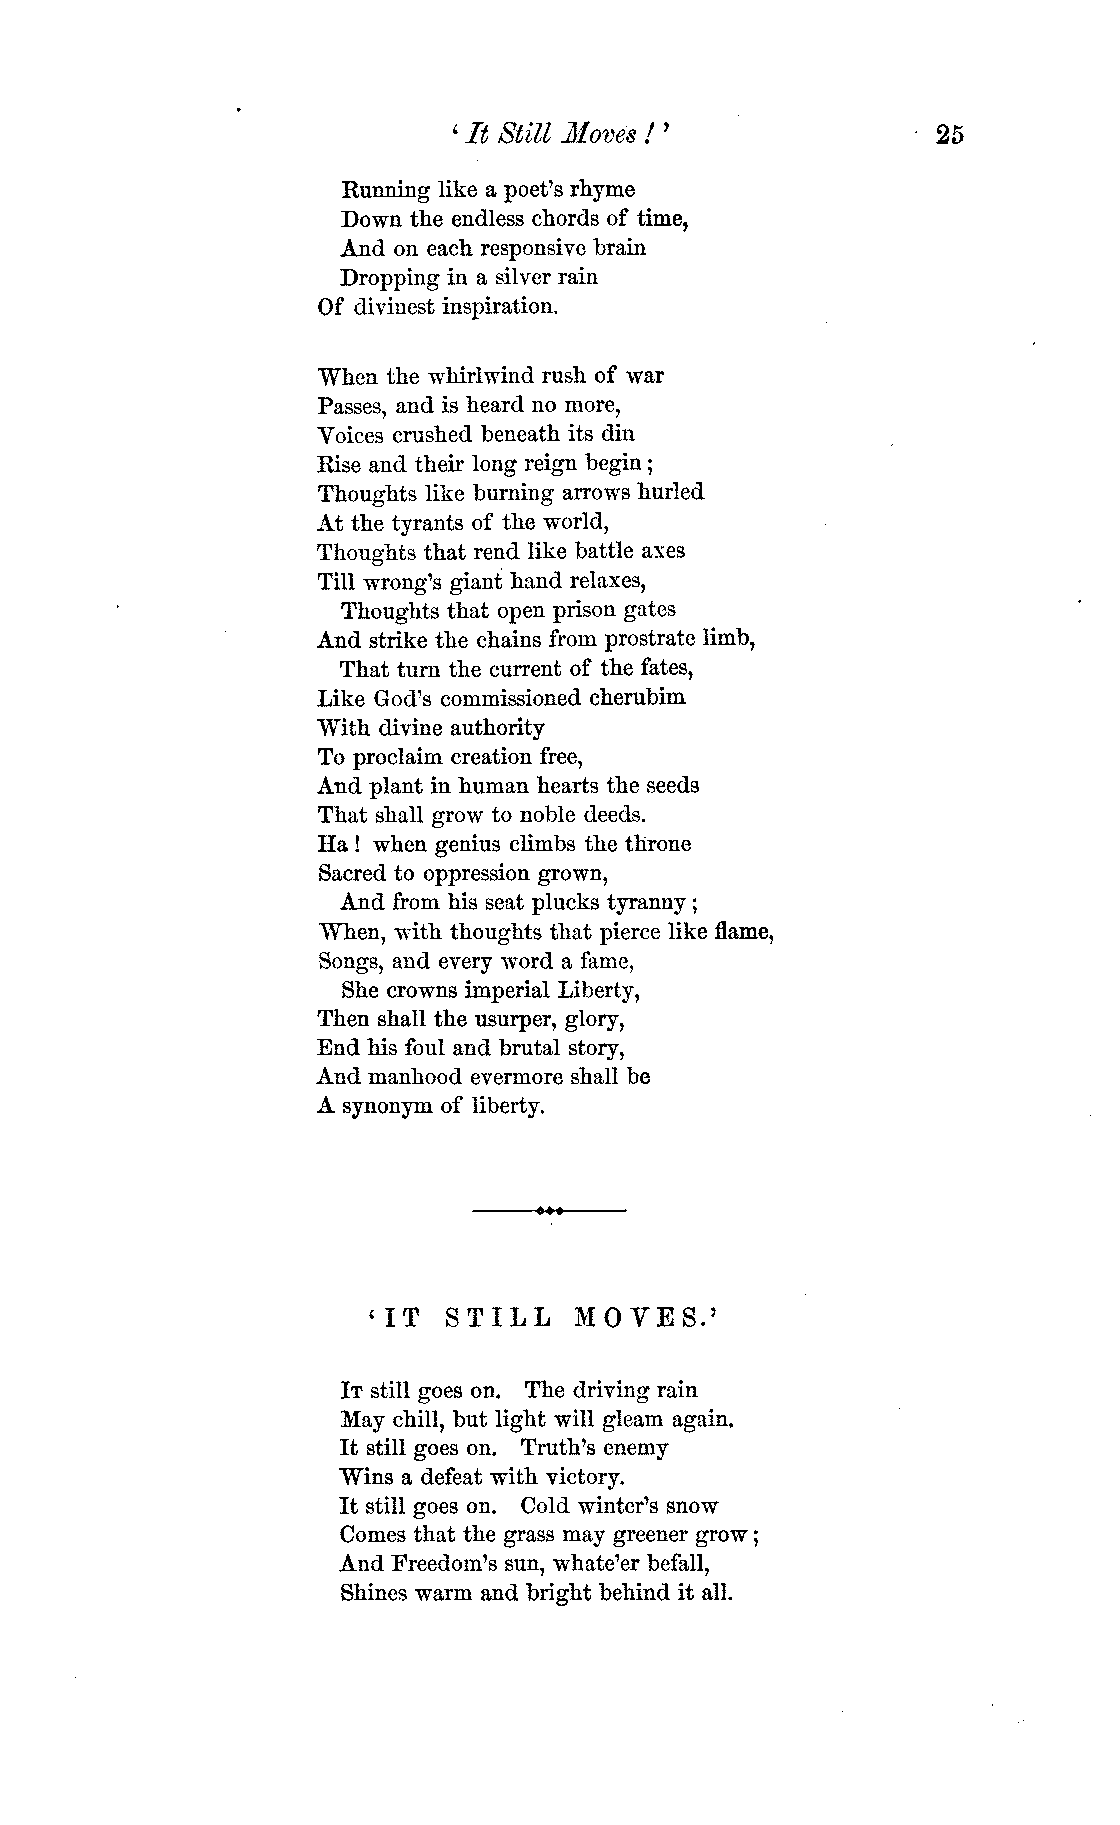 ‘ It Still Moves ! ’ 25
Running like a poet’s rhyme
Down the endless chords of time,
And on each responsive brain
Dropping in a silver rain
Of divinest inspiration.
When the whirlwind rush of war
Passes, and is heard no more,
Voices crushed beneath its din
Rise and their long reign begin ;
Thoughts like burning arrows hurled
At the tyrants of the world,
Thoughts that rend like battle axes
Till wrong’s giant hand relaxes,
Thoughts that open prison gates
And strike the chains from prostrate limb,
That turn the current of the fates,
Like God’s commissioned cherubim
With divine authority
To proclaim creation free,
And plant in human hearts the seeds
That shall grow to noble deeds.
Ha ! when genius climbs the throne
Sacred to oppression grown,
And from his seat plucks tyranny ;
When, with thoughts that pierce like flame,
Songs, and every word a fame,
She crowns imperial Liberty,
Then shall the usurper, glory,
End his foul and brutal story,
And manhood evermore shall be
A synonym of liberty.
‘IT STILL MOVES.’
IT still goes on. The driving rain
May chill, but light will gleam again.
It still goes on. Truth’s enemy
Wins a defeat with victory.
It still goes on. Cold winter’s snow
Comes that the grass may greener grow ;
And Freedom’s sun, whate’er befall,
Shines warm and bright behind it all.